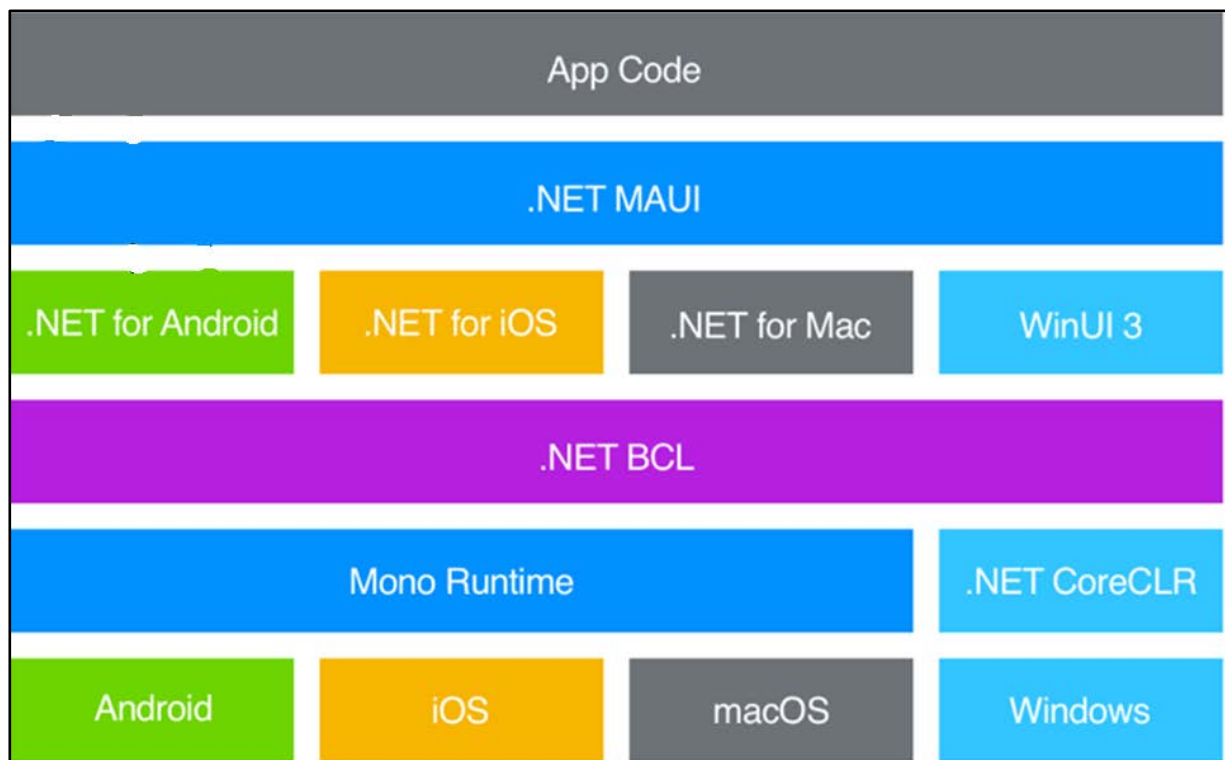 App Code
.NET MAUI
.NET for Android
.NET for iOS
.NET for Mac
WinUI 3
.NET BCL
Mono Runtime
.NET CoreCLR
Android
iOS
macOS
Windows